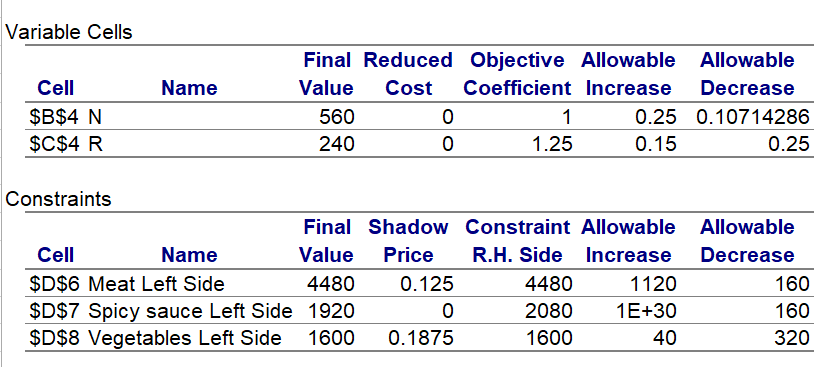 Variable Cells
Final Reduced Objective Allowable Allowable
Cell Name Value Cost Coefficient Increase Decrease
$B$4 N 560 0 1 0.25 0.10714286
$C$4 R 240 0 1.25 0.15 0.25
Constraints
Final Shadow Constraint Allowable Allowable
Cell Name Value Price R.H. Side Increase Decrease
$D$6 Meat Left Side 4480 0.125 4480 1120 160
$D$7 Spicy sauce Left Side 1920 0 2080 1E+30 160
$D$8 Vegetables Left Side 1600 0.1875 1600 40 320